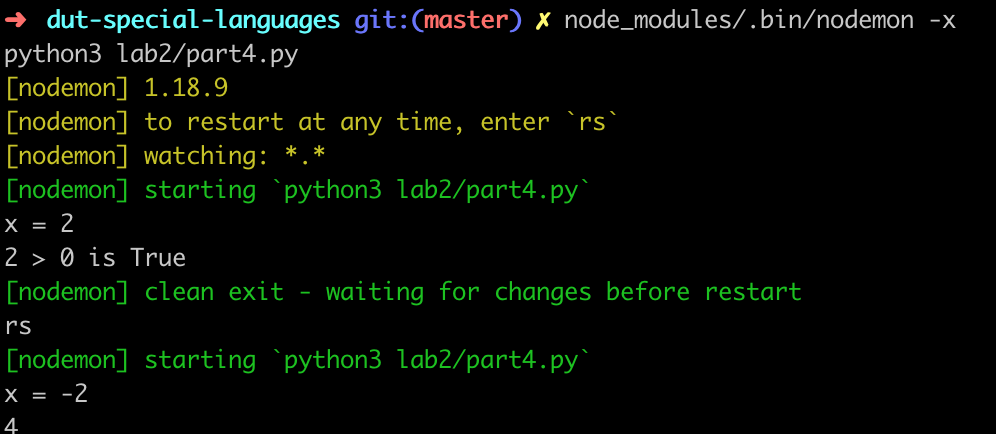 ➜ dut-special-languages git:(master) ✗ node_modules/.bin/nodemon -x
python3 lab2/part4.py
[nodemon] 1.18.9
[nodemon] to restart at any time, enter `rs`
[nodemon] watching: *.*
[nodemon] starting `python3 lab2/part4.py`
x = 2
2 > 0 is True
[nodemon] clean exit - waiting for changes before restart
rs
[nodemon] starting `python3 lab2/part4.py`
x = -2
4